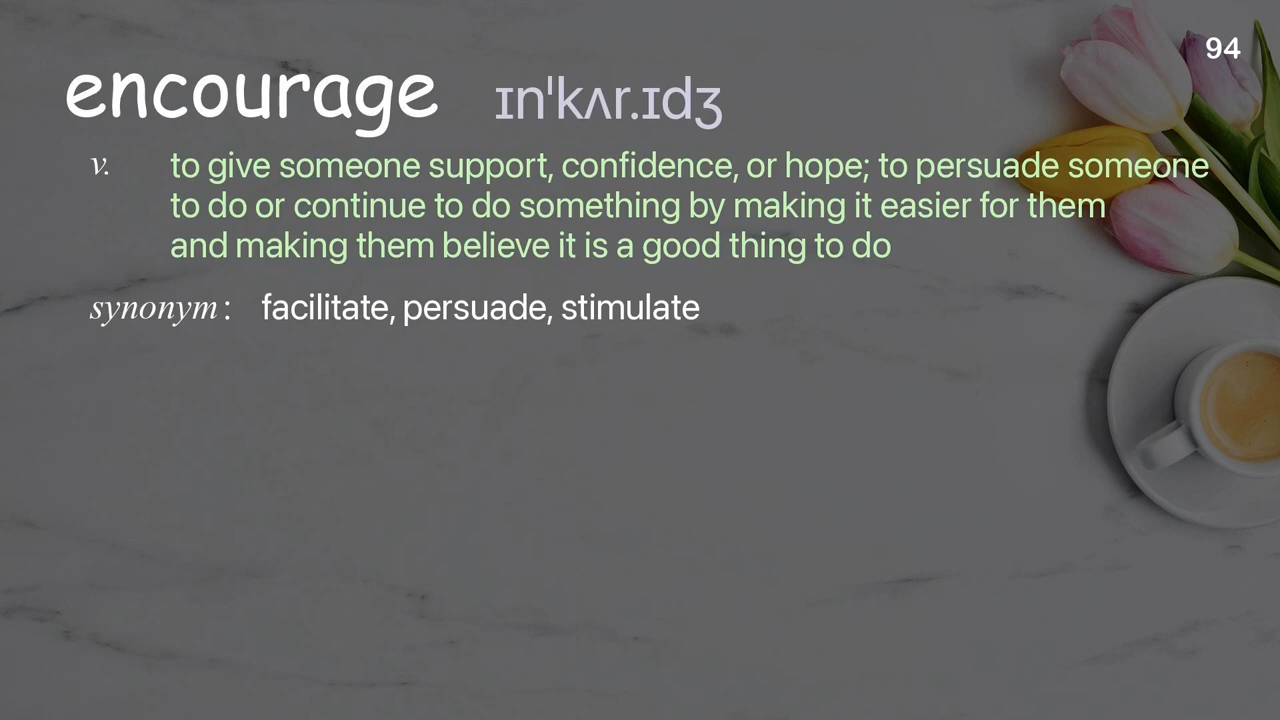 94
encourage ɪnˈkʌr.ɪdʒ
v. to give someone support, confidence, or hope; to persuade someone
to do or continue to do something by making it easier for them
and making them believe it is a good thing to do
synonym: facilitate, persuade, stimulate